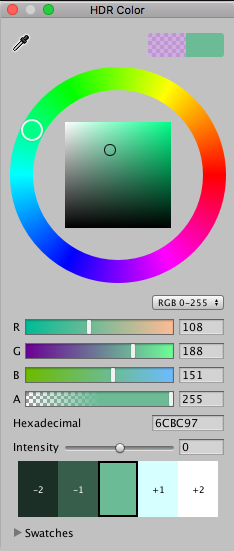 HDR Color
RGB 0-255
R 108
G 188
B 151
A 255
Hexadecimal 6CBC97
Intensity 0
-2 -1 +1 +2
Swatches